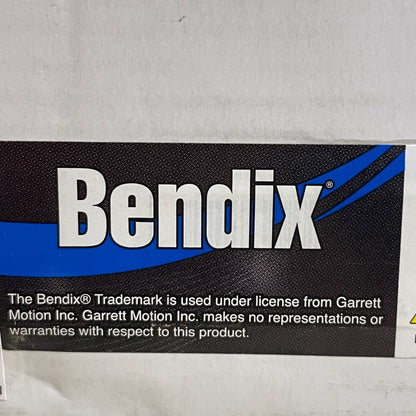 Bendix®
The Bendix® Trademark is used under license from Garrett
Motion Inc. Garrett Motion Inc. makes no representations or
warranties with respect to this product.